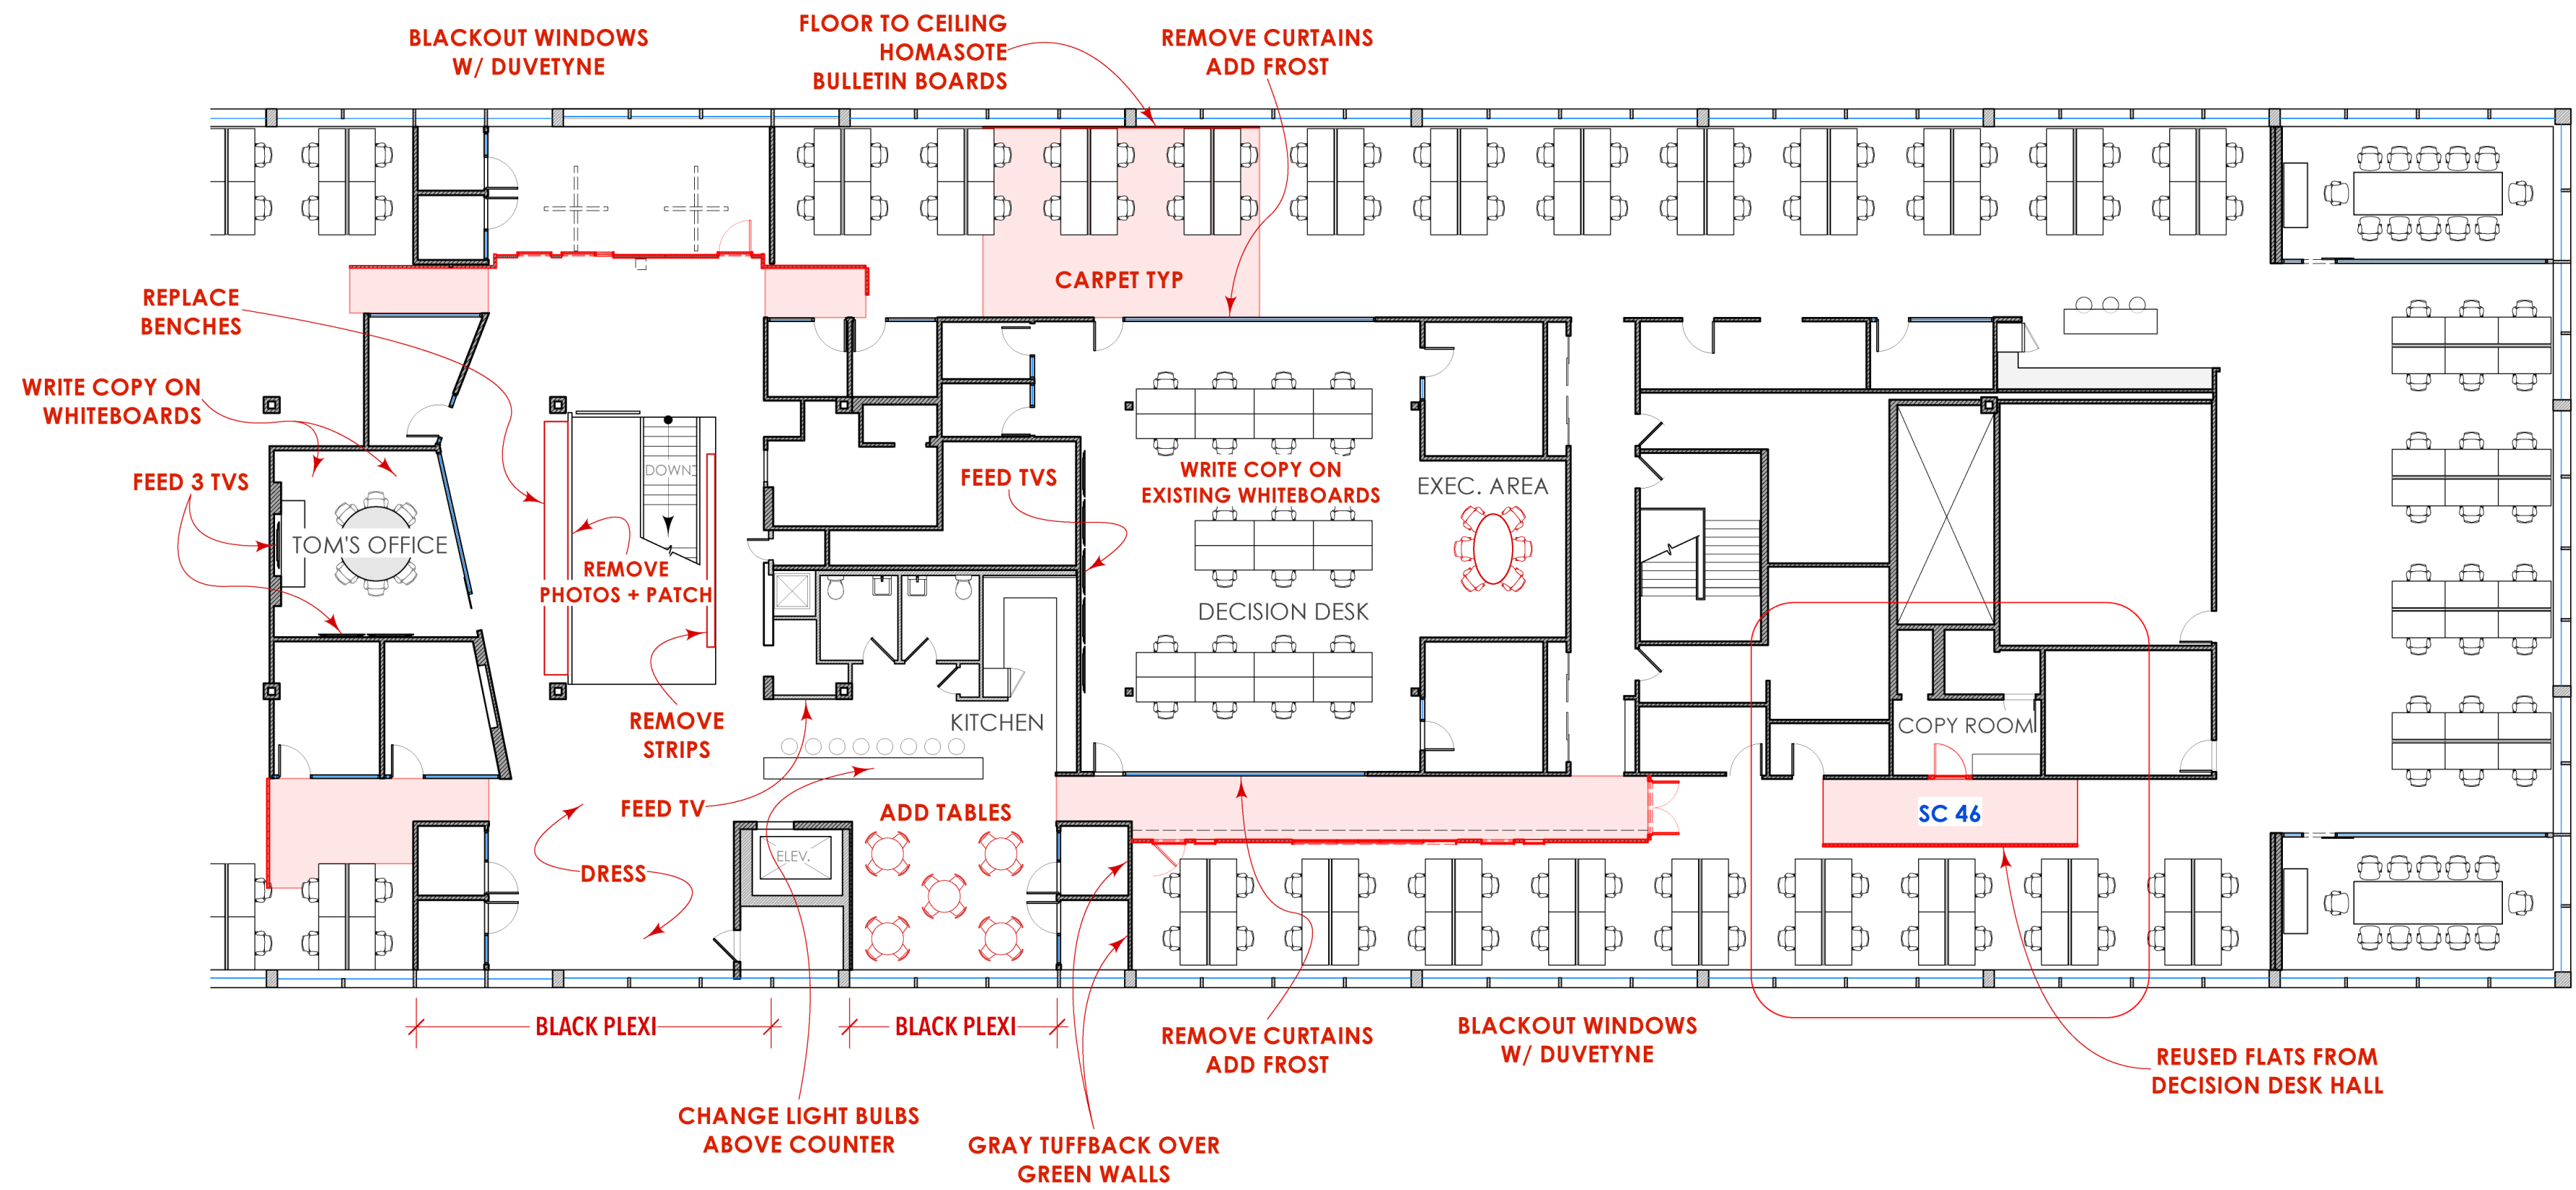 BLACKOUT WINDOWS
W/ DUVETYNE
FLOOR TO CEILING
HOMASOTE
BULLETIN BOARDS
REMOVE CURTAINS
ADD FROST
CARPET TYP
REPLACE
BENCHES
WRITE COPY ON
WHITEBOARDS
FEED 3 TVS
TOM'S OFFICE
DOWN
REMOVE
PHOTOS + PATCH
REMOVE
STRIPS
FEED TVS
WRITE COPY ON
EXISTING WHITEBOARDS
EXEC. AREA
DECISION DESK
KITCHEN
COPY ROOM
FEED TV
ADD TABLES
SC 46
DRESS
ELEV.
BLACK PLEXI
BLACK PLEXI
REMOVE CURTAINS
ADD FROST
BLACKOUT WINDOWS
W/ DUVETYNE
REUSED FLATS FROM
DECISION DESK HALL
CHANGE LIGHT BULBS
ABOVE COUNTER
GRAY TUFFBACK OVER
GREEN WALLS